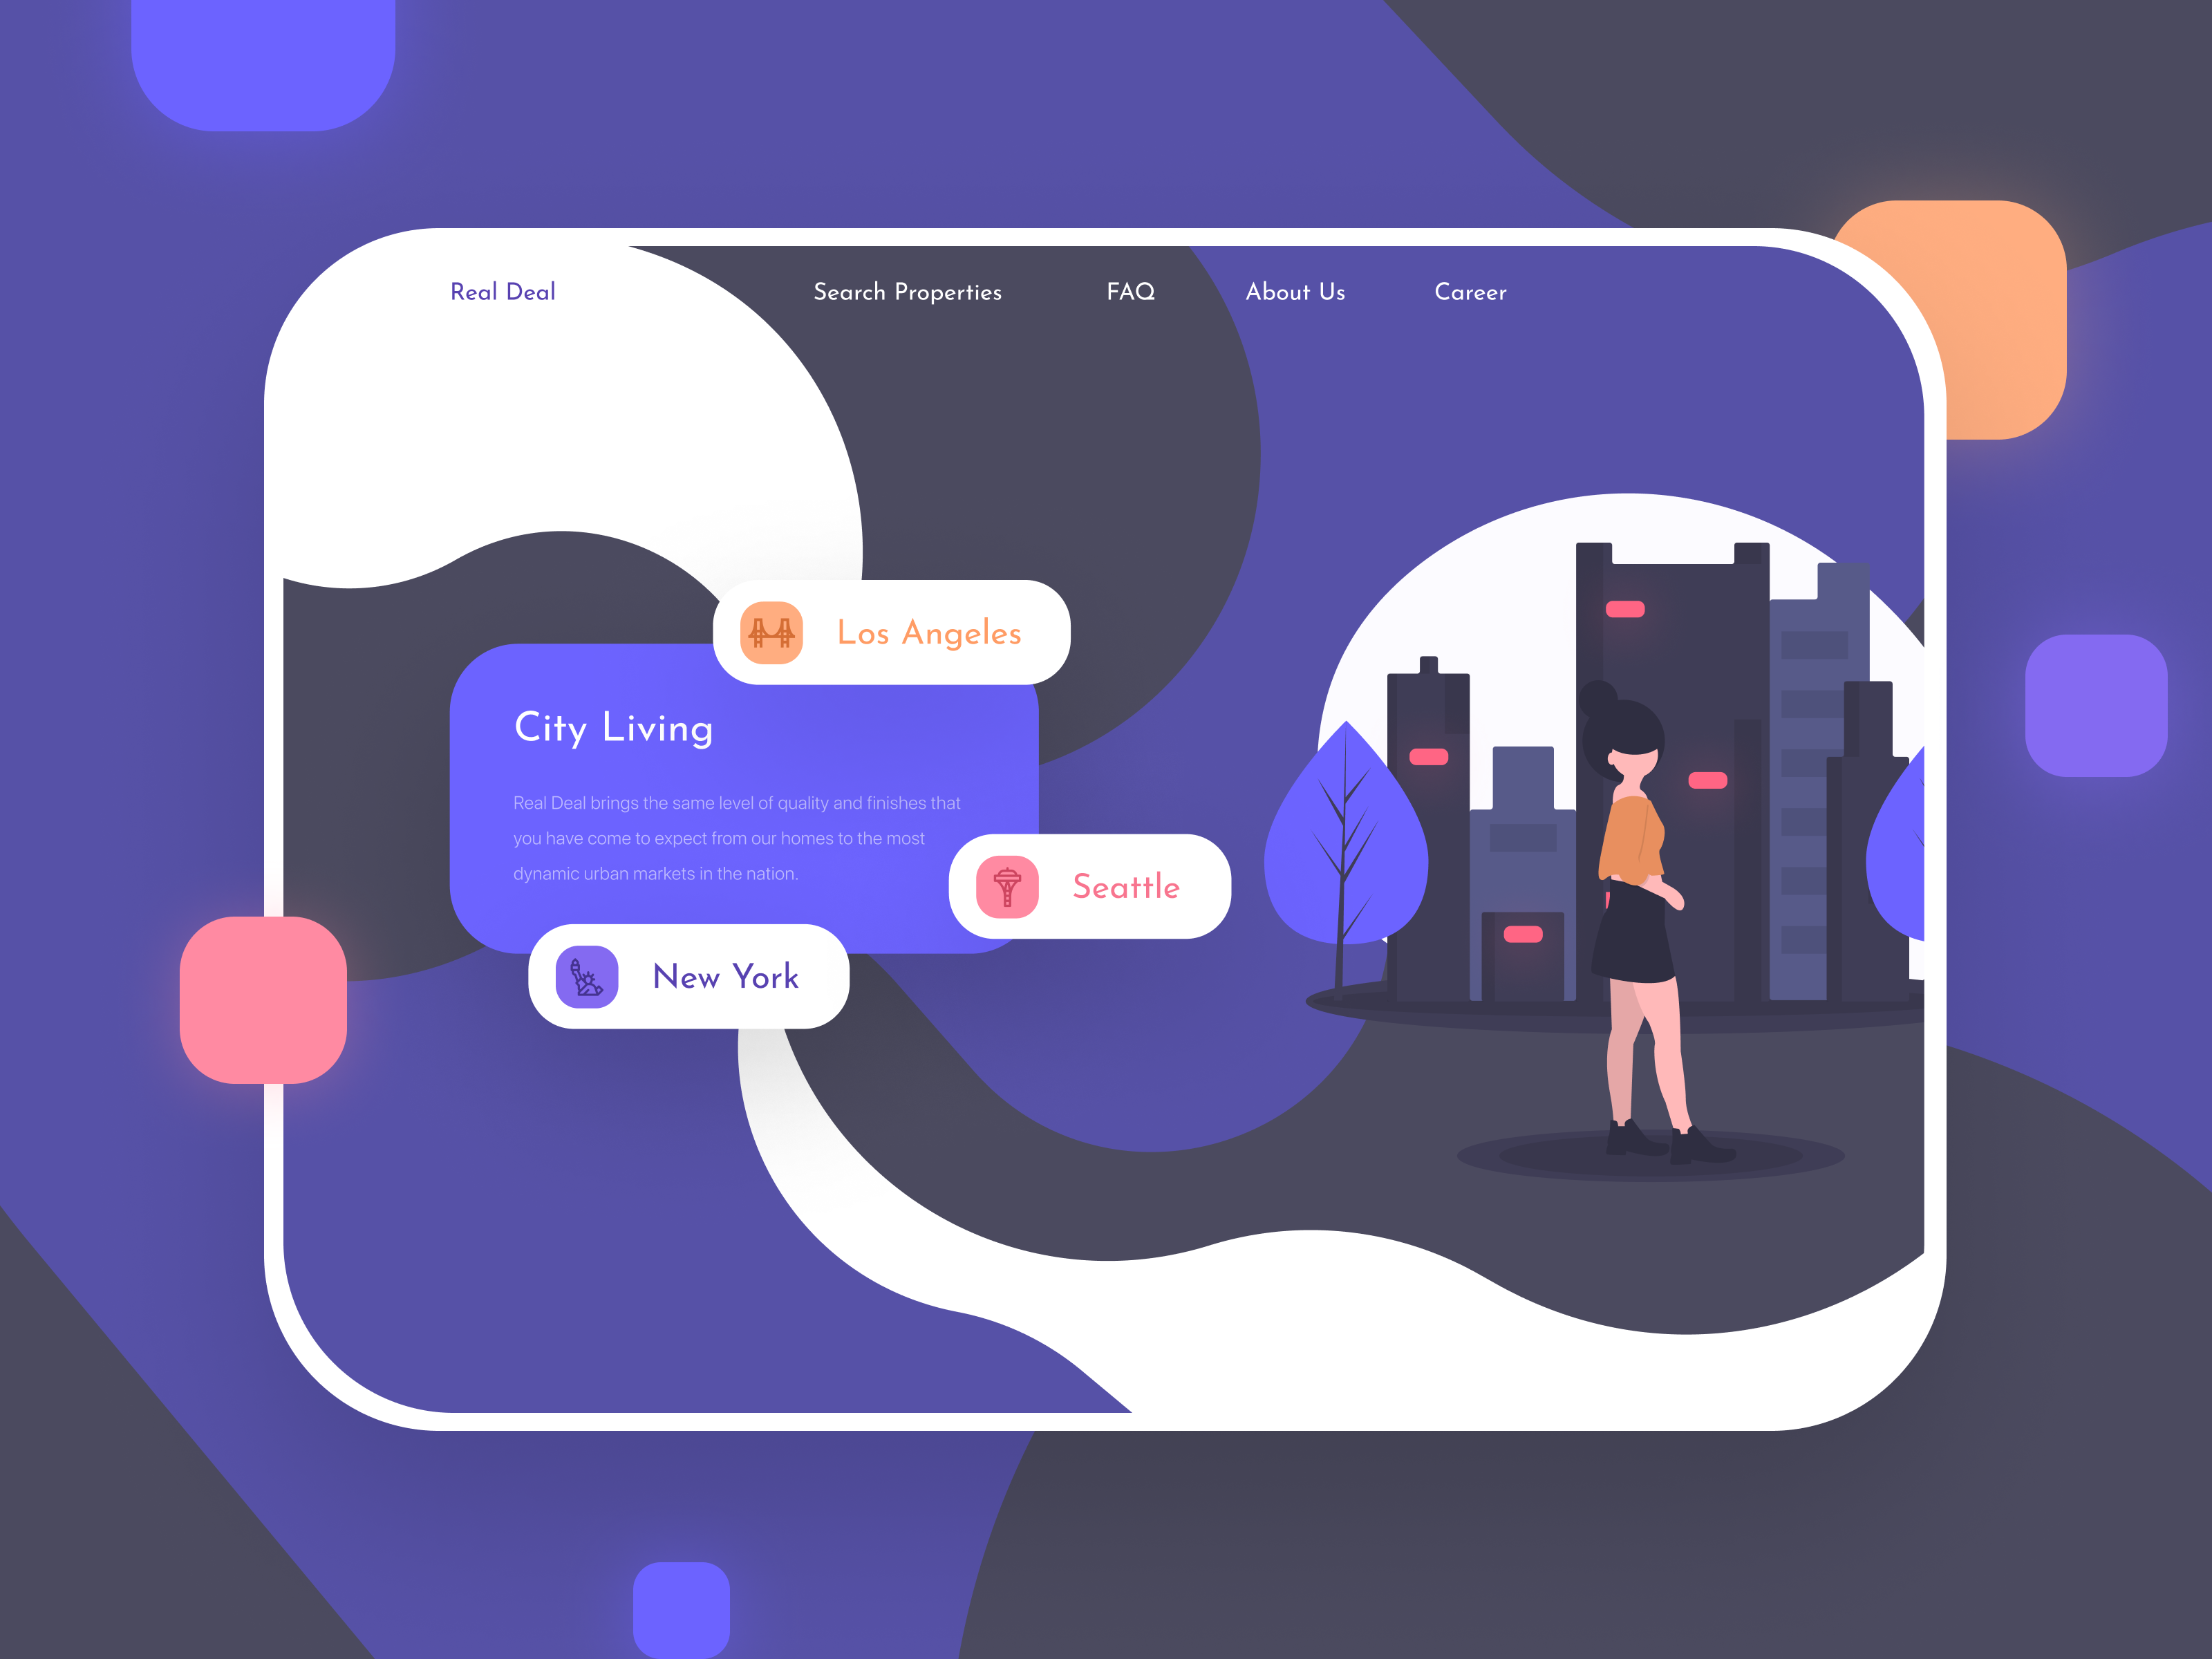 Real Deal
Search Properties
FAQ
About Us
Career
Los Angeles
City Living
Real Deal brings the same level of quality and finishes that
you have come to expect from our homes to the most
dynamic urban markets in the nation.
Seattle
New York